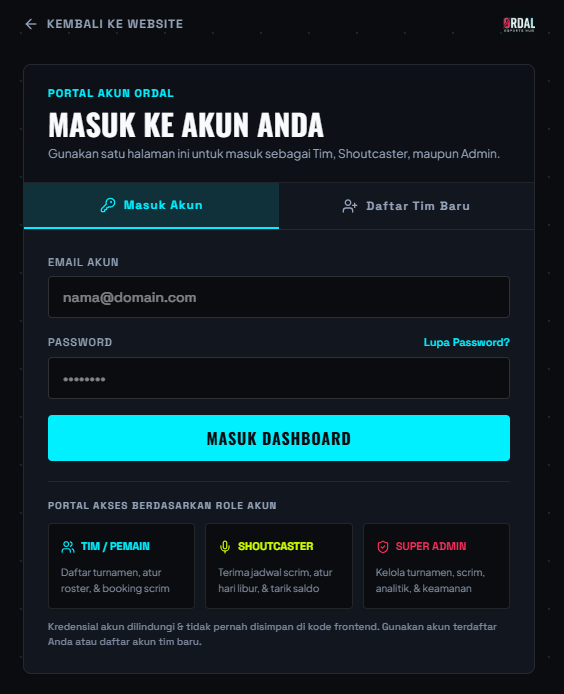 KEMBALI KE WEBSITE
ØRDAL
ESPORTS HUB
PORTAL AKUN ORDAL
MASUK KE AKUN ANDA
Gunakan satu halaman ini untuk masuk sebagai Tim, Shoutcaster, maupun Admin.
Masuk Akun
Daftar Tim Baru
EMAIL AKUN
nama@domain.com
PASSWORD
Lupa Password?
••••••••
MASUK DASHBOARD
PORTAL AKSES BERDASARKAN ROLE AKUN
TIM / PEMAIN
Daftar turnamen, atur
roster, & booking scrim
SHOUTCASTER
Terima jadwal scrim, atur
hari libur, & tarik saldo
SUPER ADMIN
Kelola turnamen, scrim,
analitik, & keamanan
Kredensial akun dilindungi & tidak pernah disimpan di kode frontend. Gunakan akun terdaftar
Anda atau daftar akun tim baru.